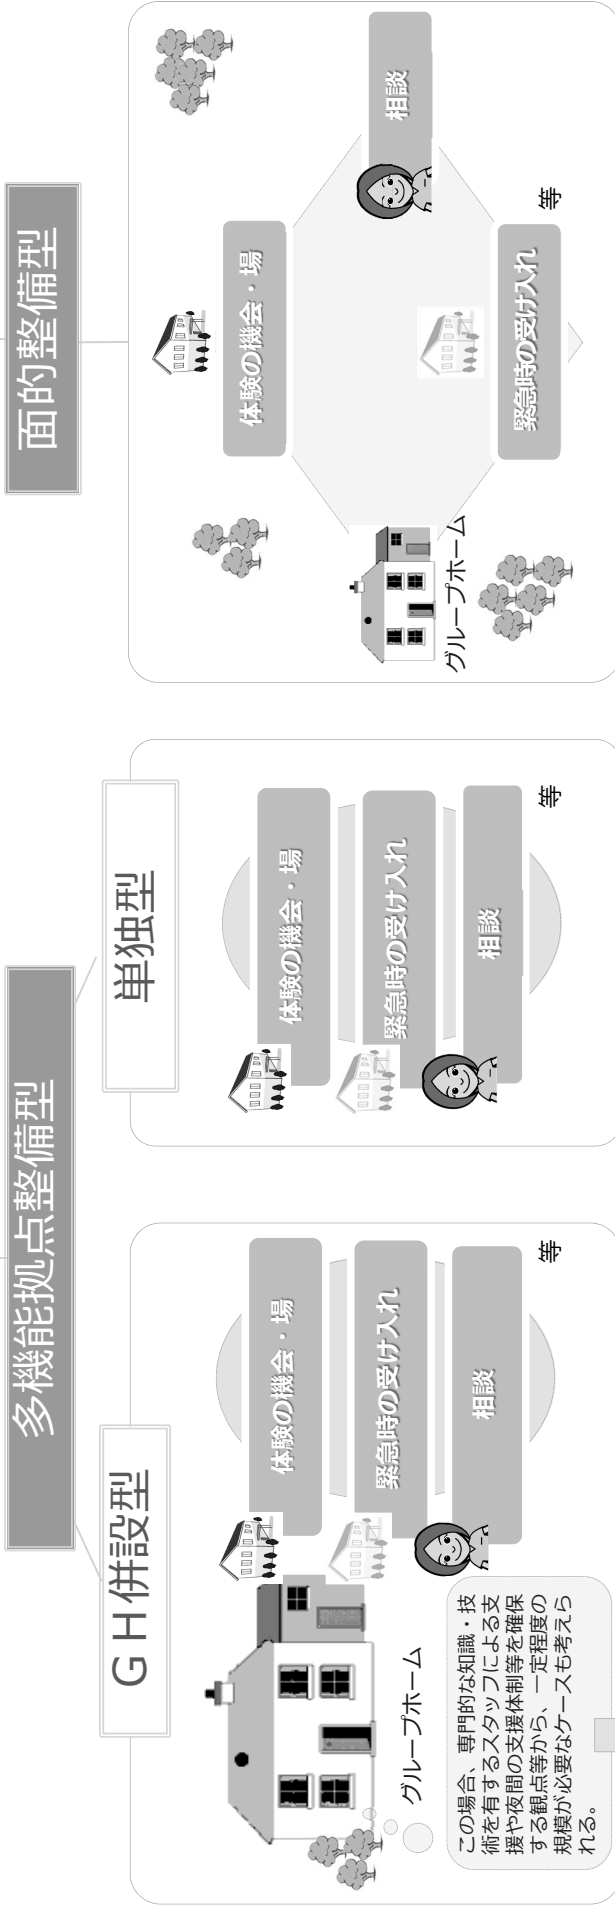 多機能拠点整備型
ＧＨ併設型
体験の機会・場
緊急時の受け入れ
相談
等
グループホーム
この場合、専門的な知識・技
術を有するスタッフによる支
援や夜間の支援体制等を確保
する観点等から、一定程度の
規模が必要なケースも考えら
れる。
単独型
体験の機会・場
緊急時の受け入れ
相談
等
面的整備型
体験の機会・場
相談
グループホーム
緊急時の受け入れ
等